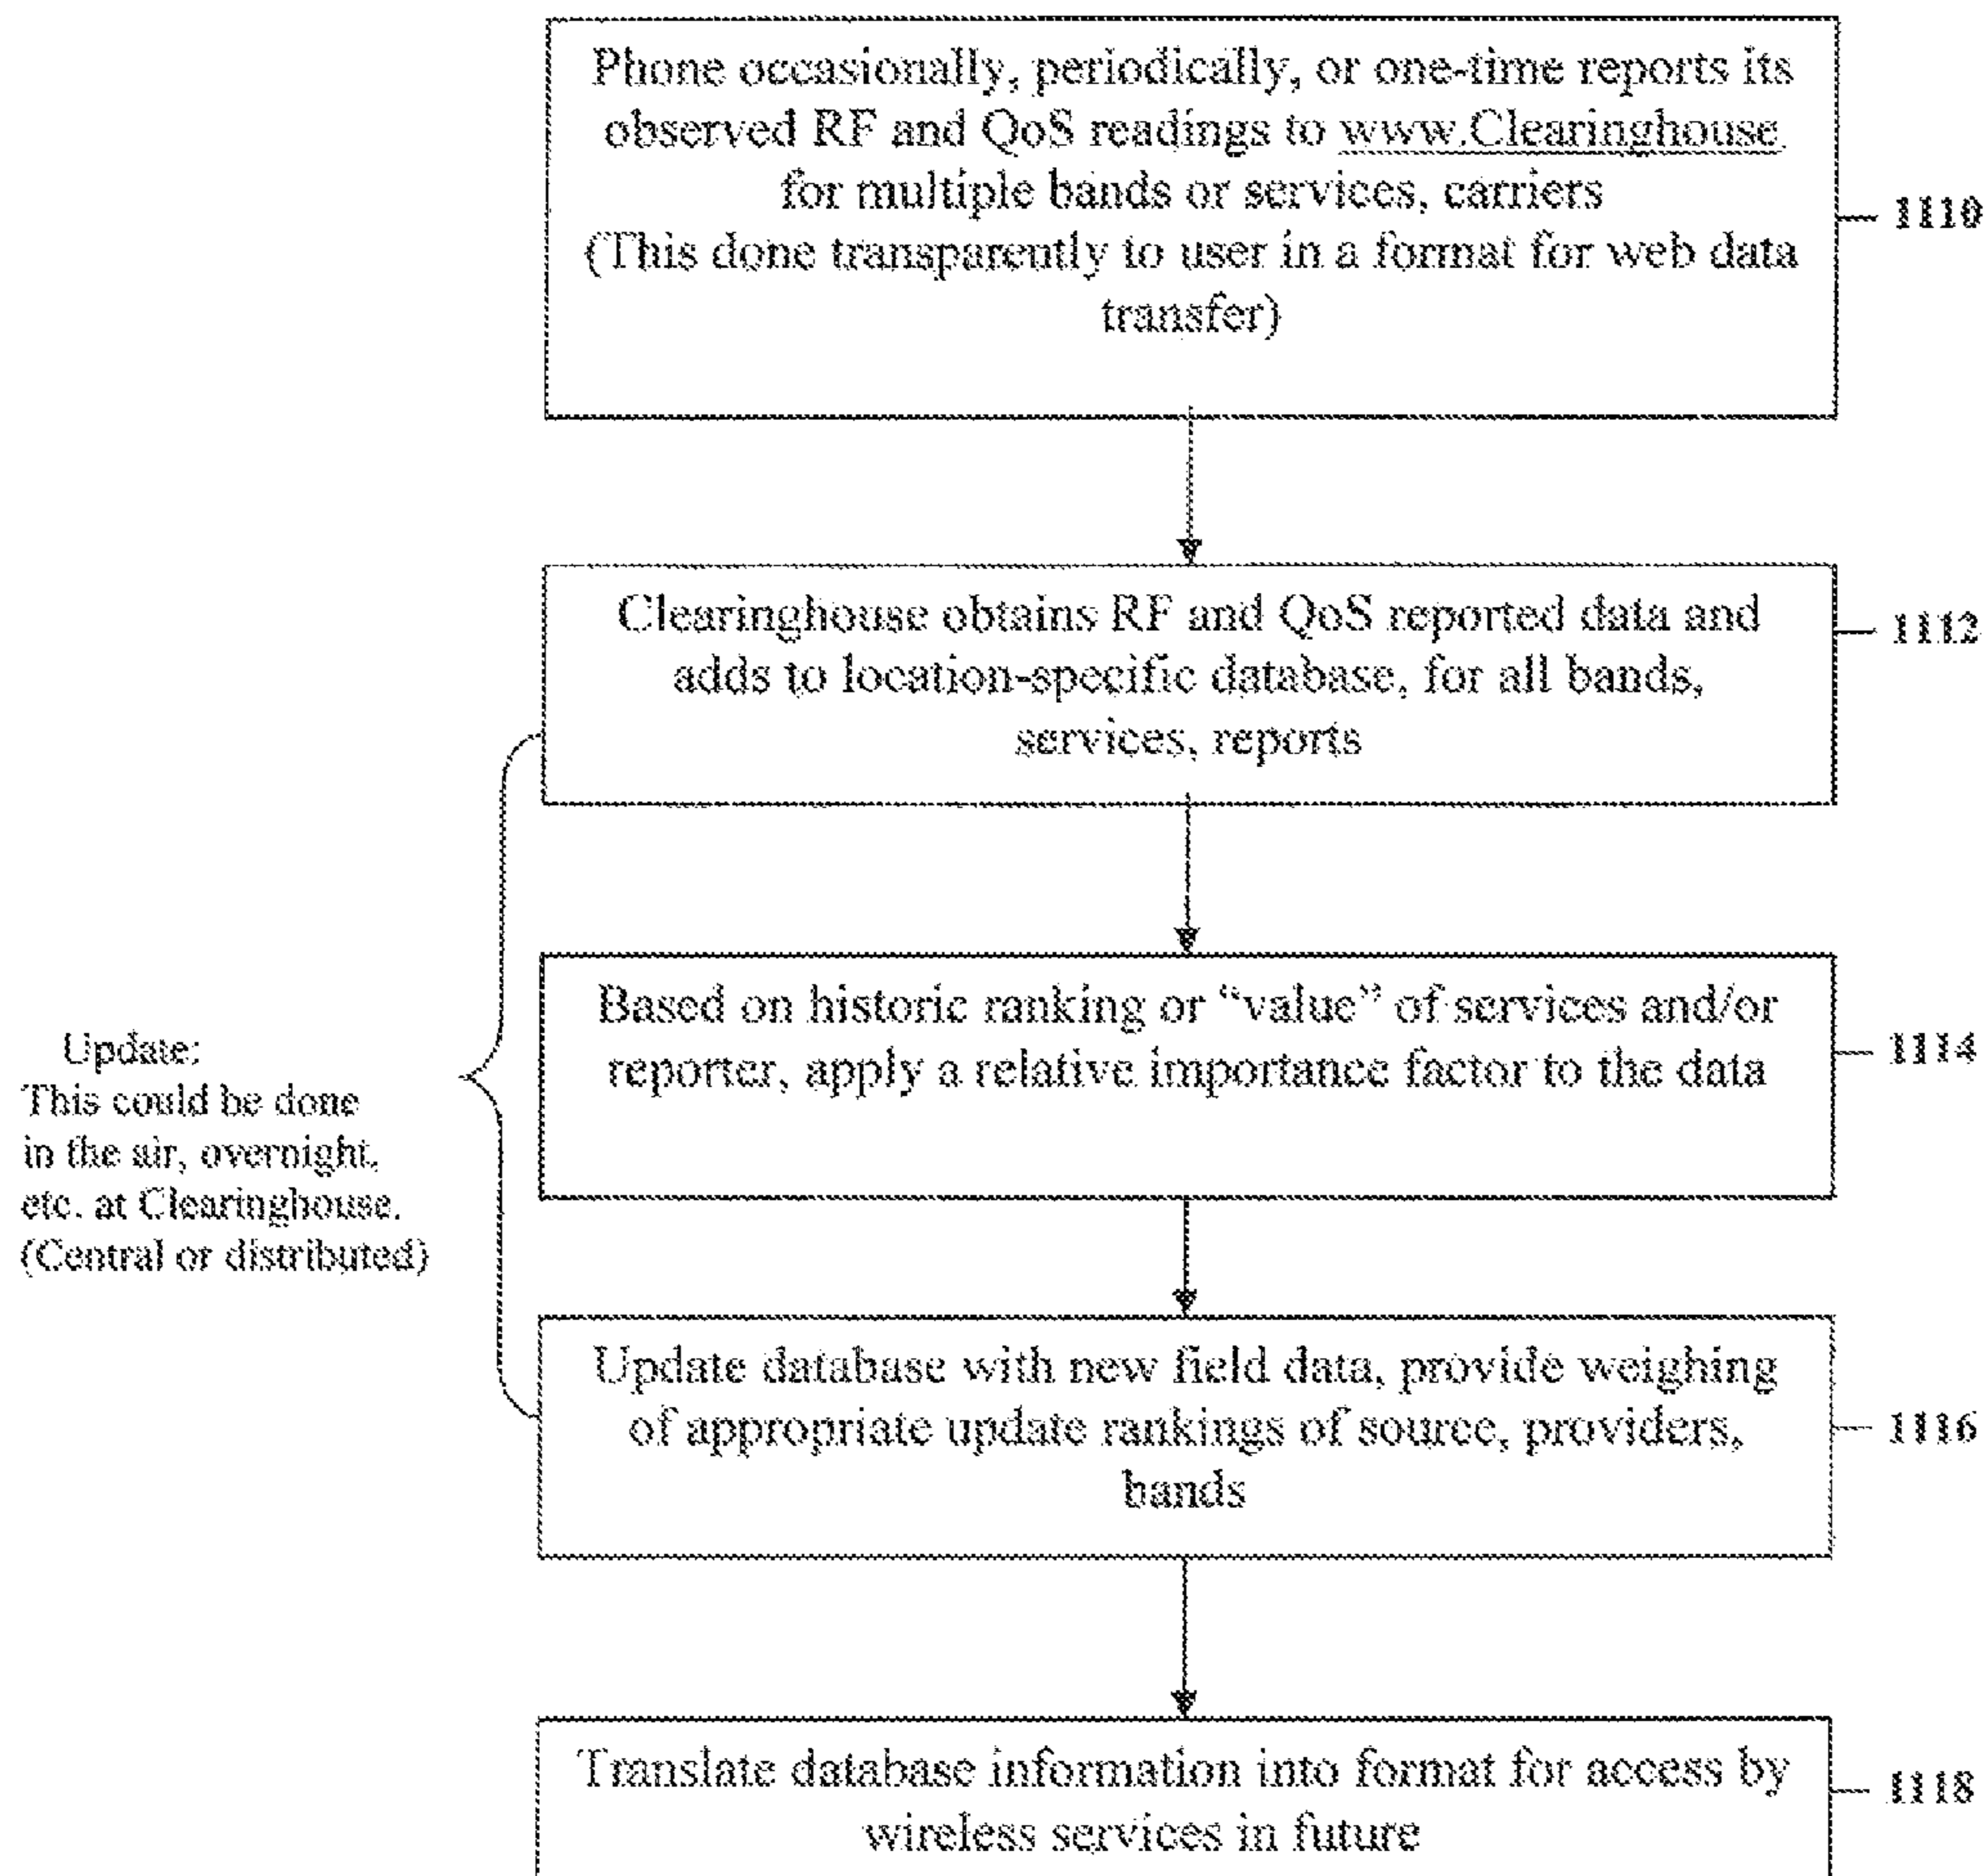 Phone occasionally, periodically, or one-time reports its
observed RF and QoS readings to www.Clearinghouse
for multiple bands or services, carriers
(This done transparently to user in a format for web data
transfer)
1110
Clearinghouse obtains RF and QoS reported data and
adds to location-specific database, for all bands,
services, reports
1112
Based on historic ranking or “value” of services and/or
reporter, apply a relative importance factor to the data
1114
Update:
This could be done
in the air, overnight,
etc. at Clearinghouse.
(Central or distributed)
Update database with new field data, provide weighing
of appropriate update rankings of source, providers,
bands
1116
Translate database information into format for access by
wireless services in future
1118